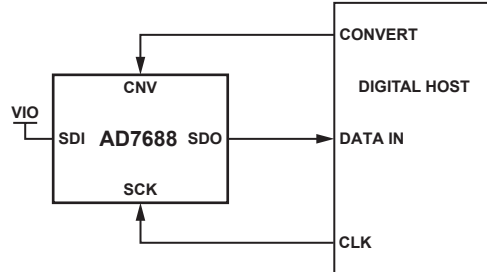 CONVERT
CNV
DIGITAL HOST
VIO
SDI AD7688 SDO
DATA IN
SCK
CLK